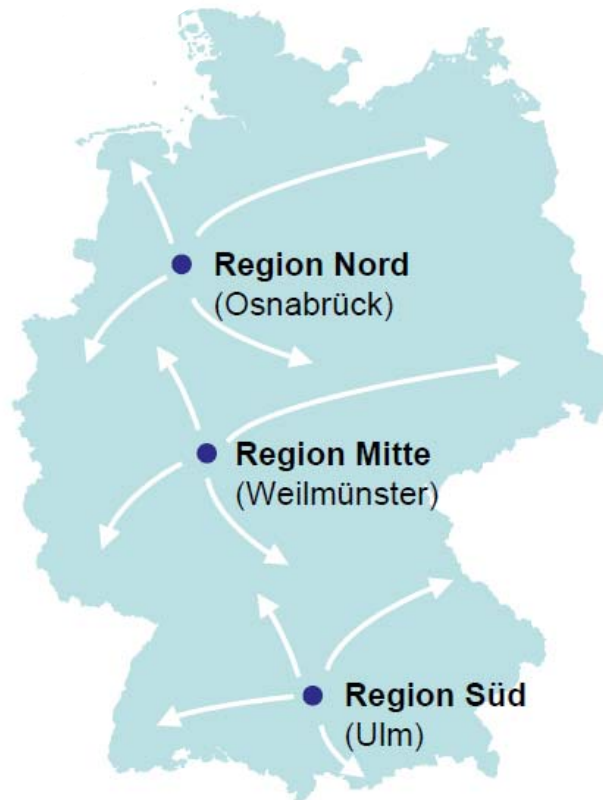 Region Nord
(Osnabrück)
Region Mitte
(Weilmünster)
Region Süd
(Ulm)